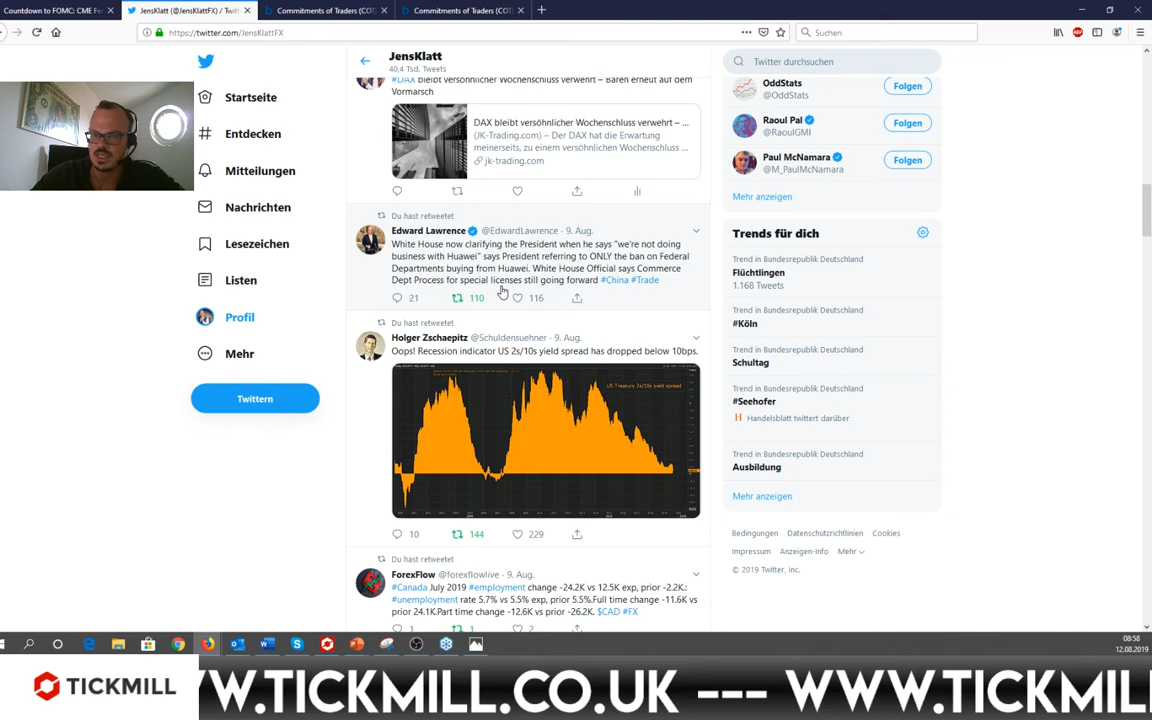 Countdown to FOMC: CME Fe
JensKlatt (@JensKlattFX) / Twitt
Commitments of Traders (COT
Commitments of Traders (COT
https://twitter.com/JensKlattFX
Suchen
JensKlatt
40,4 Tsd. Tweets
Startseite
Entdecken
Mitteilungen
Nachrichten
Lesezeichen
Listen
Profil
Mehr
Twittern
#DAX bleibt versöhnlicher Wochenschluss verwehrt – Bären erneut auf dem
Vormarsch
DAX bleibt versöhnlicher Wochenschluss verwehrt – ...
(JK-Trading.com) – Der DAX hat die Erwartung
meinerseits, zu einem versöhnlichen Wochenschluss ...
jk-trading.com
Du hast retweetet
Edward Lawrence @EdwardLawrence · 9. Aug.
White House now clarifying the President when he says "we're not doing
business with Huawei" says President referring to ONLY the ban on Federal
Departments buying from Huawei. White House Official says Commerce
Dept Process for special licenses still going forward #China #Trade
21 110 116
Du hast retweetet
Holger Zschaepitz @Schuldensuehner · 9. Aug.
Oops! Recession indicator US 2s/10s yield spread has dropped below 10bps.
US Treasury 2s/10s yield spread
10 144 229
Du hast retweetet
ForexFlow @forexflowlive · 9. Aug.
#Canada July 2019 #employment change -24.2K vs 12.5K exp, prior -2.2K.:
#unemployment rate 5.7% vs 5.5% exp, prior 5.5%.Full time change -11.6K vs
prior 24.1K.Part time change -12.6K vs prior -26.2K. $CAD #FX
1 1 2
Twitter durchsuchen
OddStats
@OddStats
Folgen
Raoul Pal
@RaoulGMI
Folgen
Paul McNamara
@M_PaulMcNamara
Folgen
Mehr anzeigen
Trends für dich
Trend in Bundesrepublik Deutschland
Flüchtlingen
1.168 Tweets
Trend in Bundesrepublik Deutschland
#Köln
Trend in Bundesrepublik Deutschland
Schultag
Trend in Bundesrepublik Deutschland
#Seehofer
Handelsblatt twittert darüber
Trend in Bundesrepublik Deutschland
Ausbildung
Mehr anzeigen
Bedingungen Datenschutzrichtlinien Cookies
Impressum Anzeigen-Info Mehr
© 2019 Twitter, Inc.
08:58
12.08.2019
TICKMILL
W.TICKMILL.CO.UK --- WWW.TICKMILL